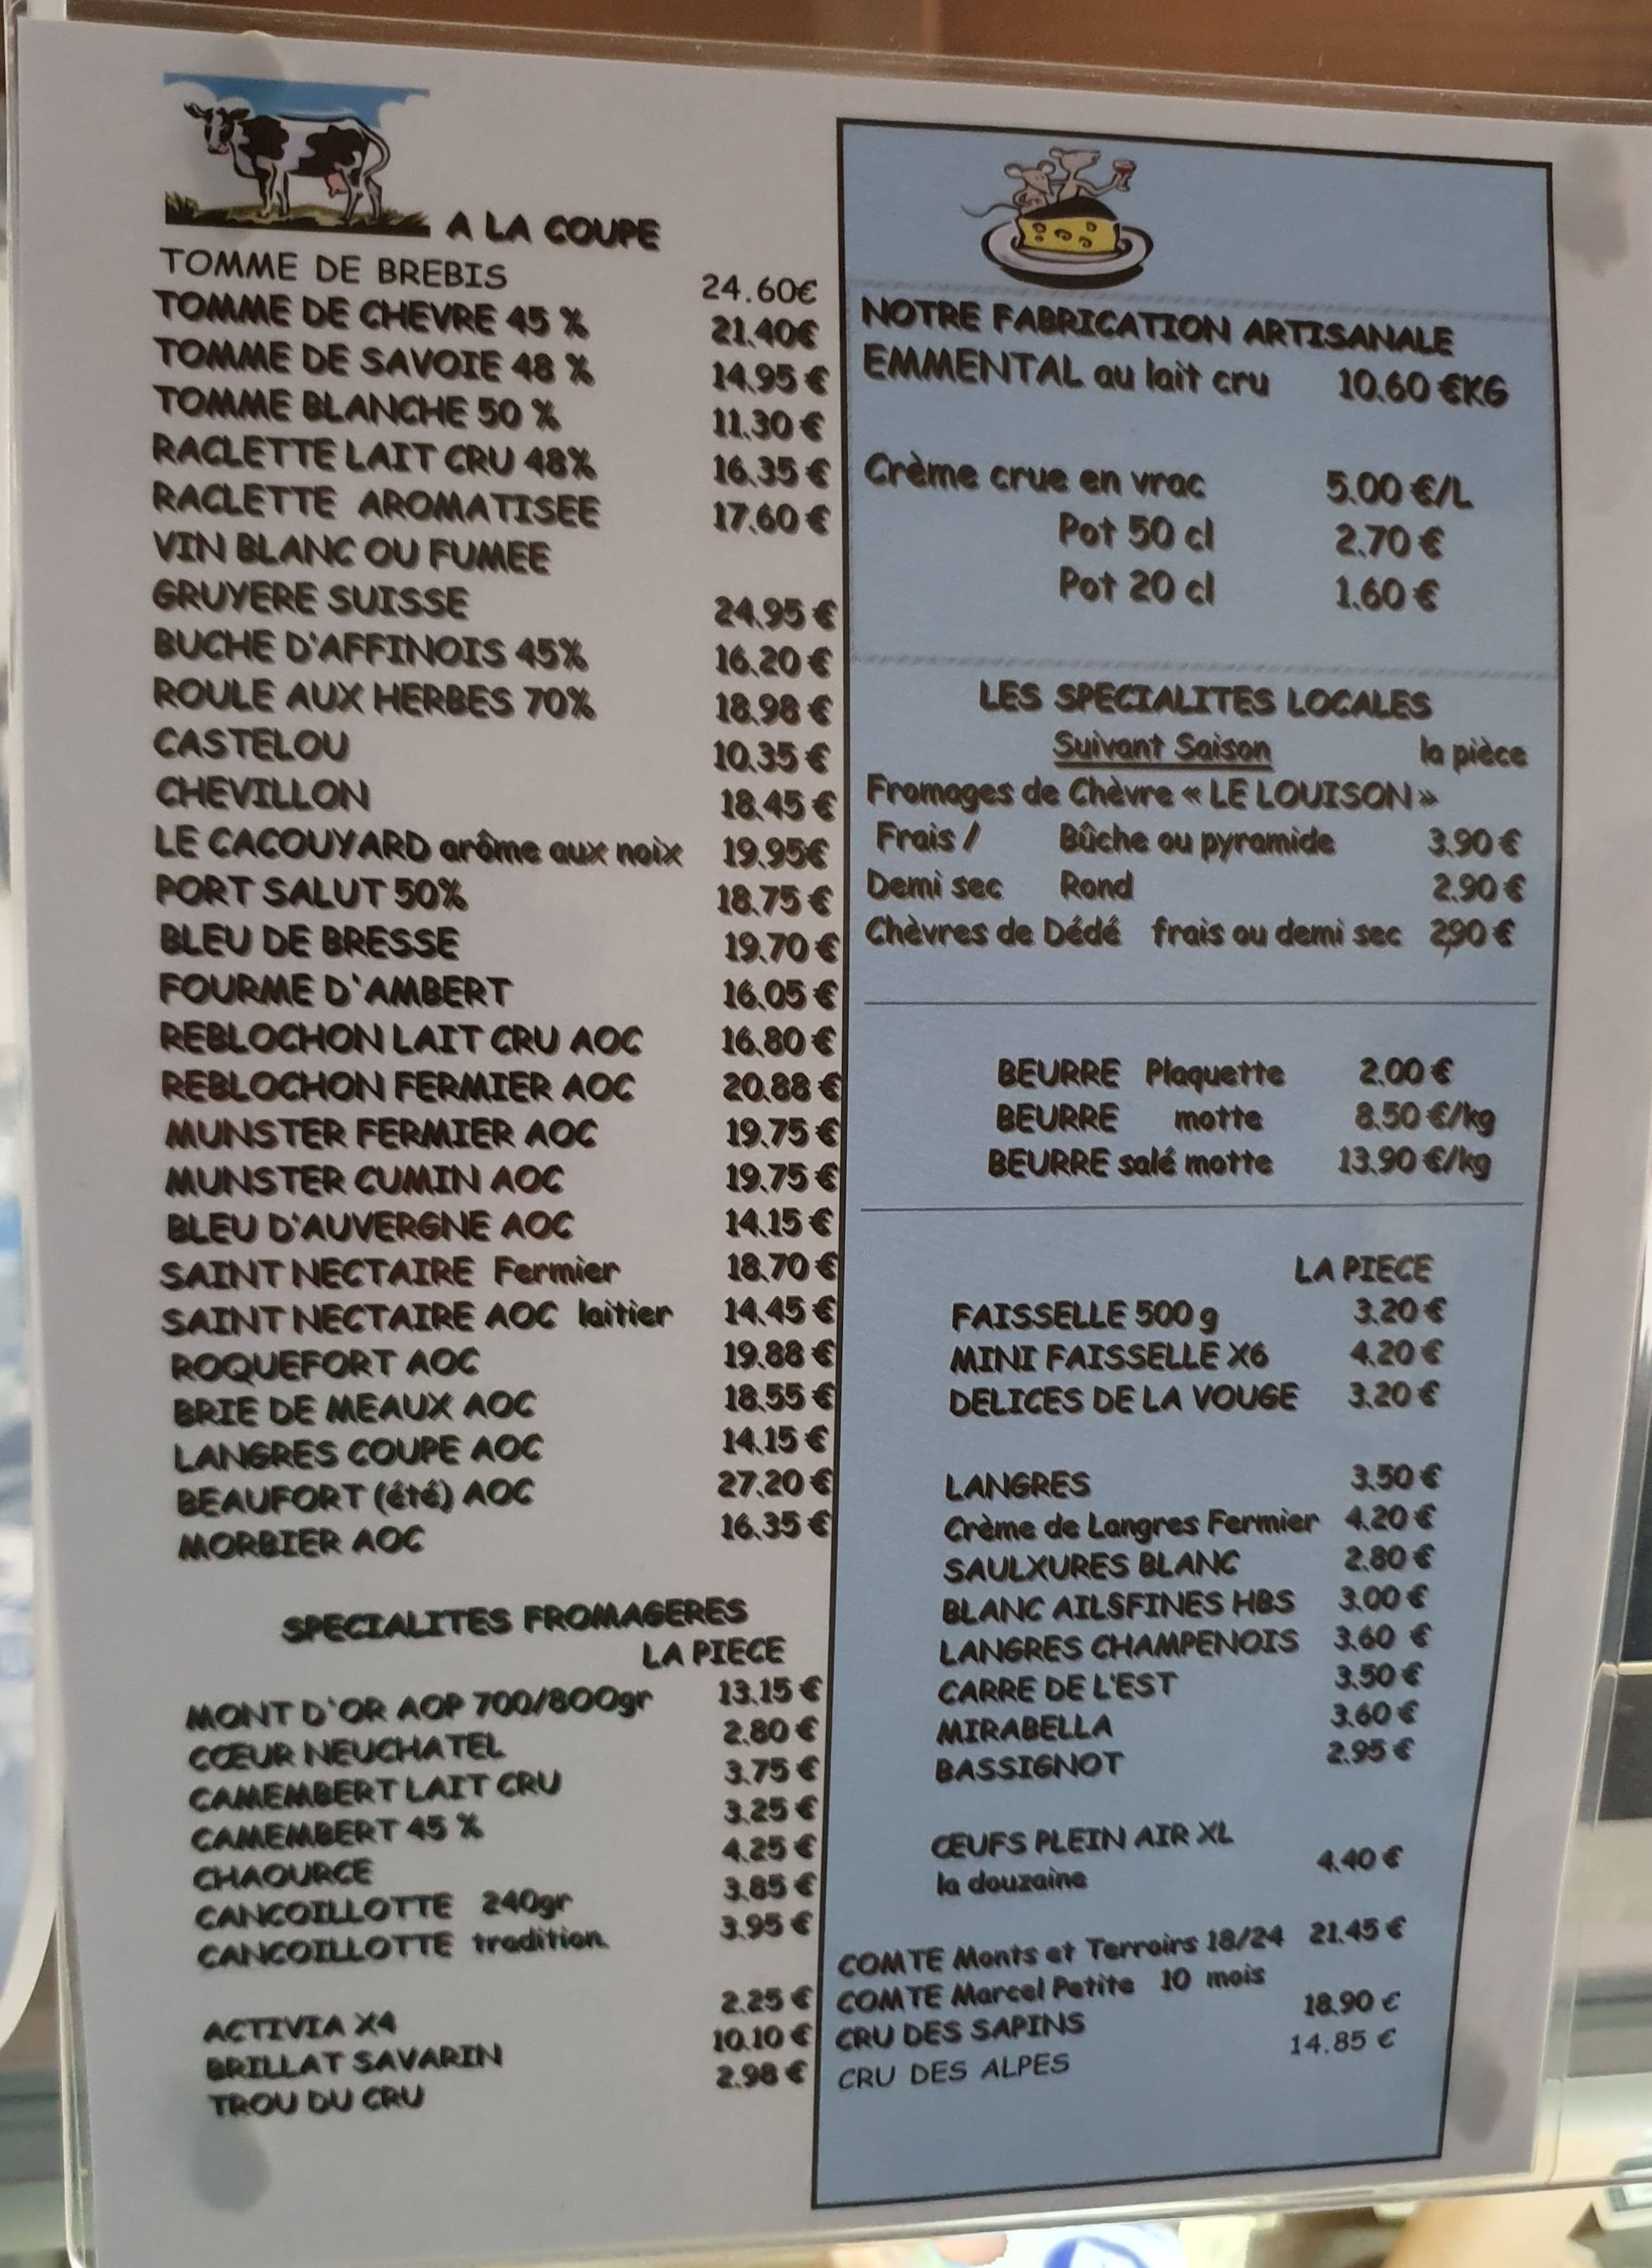 A LA COUPE
TOMME DE BREBIS 24.60€
TOMME DE CHEVRE 45 % 21.40€
TOMME DE SAVOIE 48 % 14.95 €
TOMME BLANCHE 50 % 11.30 €
RACLETTE LAIT CRU 48% 16.35 €
RACLETTE AROMATISEE 17.60 €
VIN BLANC OU FUMEE
GRUYERE SUISSE 24.95 €
BUCHE D'AFFINOIS 45% 16.20 €
ROULE AUX HERBES 70% 18.98 €
CASTELOU 10.35 €
CHEVILLON 18.45 €
LE CACOUYARD arôme aux noix 19.95€
PORT SALUT 50% 18.75 €
BLEU DE BRESSE 19.70 €
FOURME D'AMBERT 16.05 €
REBLOCHON LAIT CRU AOC 16.80 €
REBLOCHON FERMIER AOC 20.88 €
MUNSTER FERMIER AOC 19.75 €
MUNSTER CUMIN AOC 19.75 €
BLEU D'AUVERGNE AOC 14.15 €
SAINT NECTAIRE Fermier 18.70 €
SAINT NECTAIRE AOC laitier 14.45 €
ROQUEFORT AOC 19.88 €
BRIE DE MEAUX AOC 18.55 €
LANGRES COUPE AOC 14.15 €
BEAUFORT (été) AOC 27.20 €
MORBIER AOC 16.35 €
SPECIALITES FROMAGERES
LA PIECE
MONT D'OR AOP 700/800gr 13.15 €
CŒUR NEUCHATEL 2.80 €
CAMEMBERT LAIT CRU 3.75 €
CAMEMBERT 45 % 3.25 €
CHAOURCE 4.25 €
CANCOILLOTTE 240gr 3.85 €
CANCOILLOTTE tradition 3.95 €
ACTIVIA X4 2.25 €
BRILLAT SAVARIN 10.10 €
TROU DU CRU 2.98 €
NOTRE FABRICATION ARTISANALE
EMMENTAL au lait cru 10.60 €KG
Crème crue en vrac 5.00 €/L
Pot 50 cl 2.70 €
Pot 20 cl 1.60 €
LES SPECIALITES LOCALES
Suivant Saison la pièce
Fromages de Chèvre « LE LOUISON »
Frais / Bûche ou pyramide 3.90 €
Demi sec Rond 2.90 €
Chèvres de Dédé frais ou demi sec 2,90 €
BEURRE Plaquette 2.00 €
BEURRE motte 8.50 €/kg
BEURRE salé motte 13.90 €/kg
LA PIECE
FAISSELLE 500 g 3.20 €
MINI FAISSELLE X6 4.20 €
DELICES DE LA VOUGE 3.20 €
LANGRES 3.50 €
Crème de Langres Fermier 4.20 €
SAULXURES BLANC 2.80 €
BLANC AIL&FINES HBS 3.00 €
LANGRES CHAMPENOIS 3.60 €
CARRE DE L'EST 3.50 €
MIRABELLA 3.60 €
BASSIGNOT 2.95 €
ŒUFS PLEIN AIR XL
la douzaine 4.40 €
COMTE Monts et Terroirs 18/24 21.45 €
COMTE Marcel Petite 10 mois
CRU DES SAPINS 18.90 €
CRU DES ALPES 14.85 €